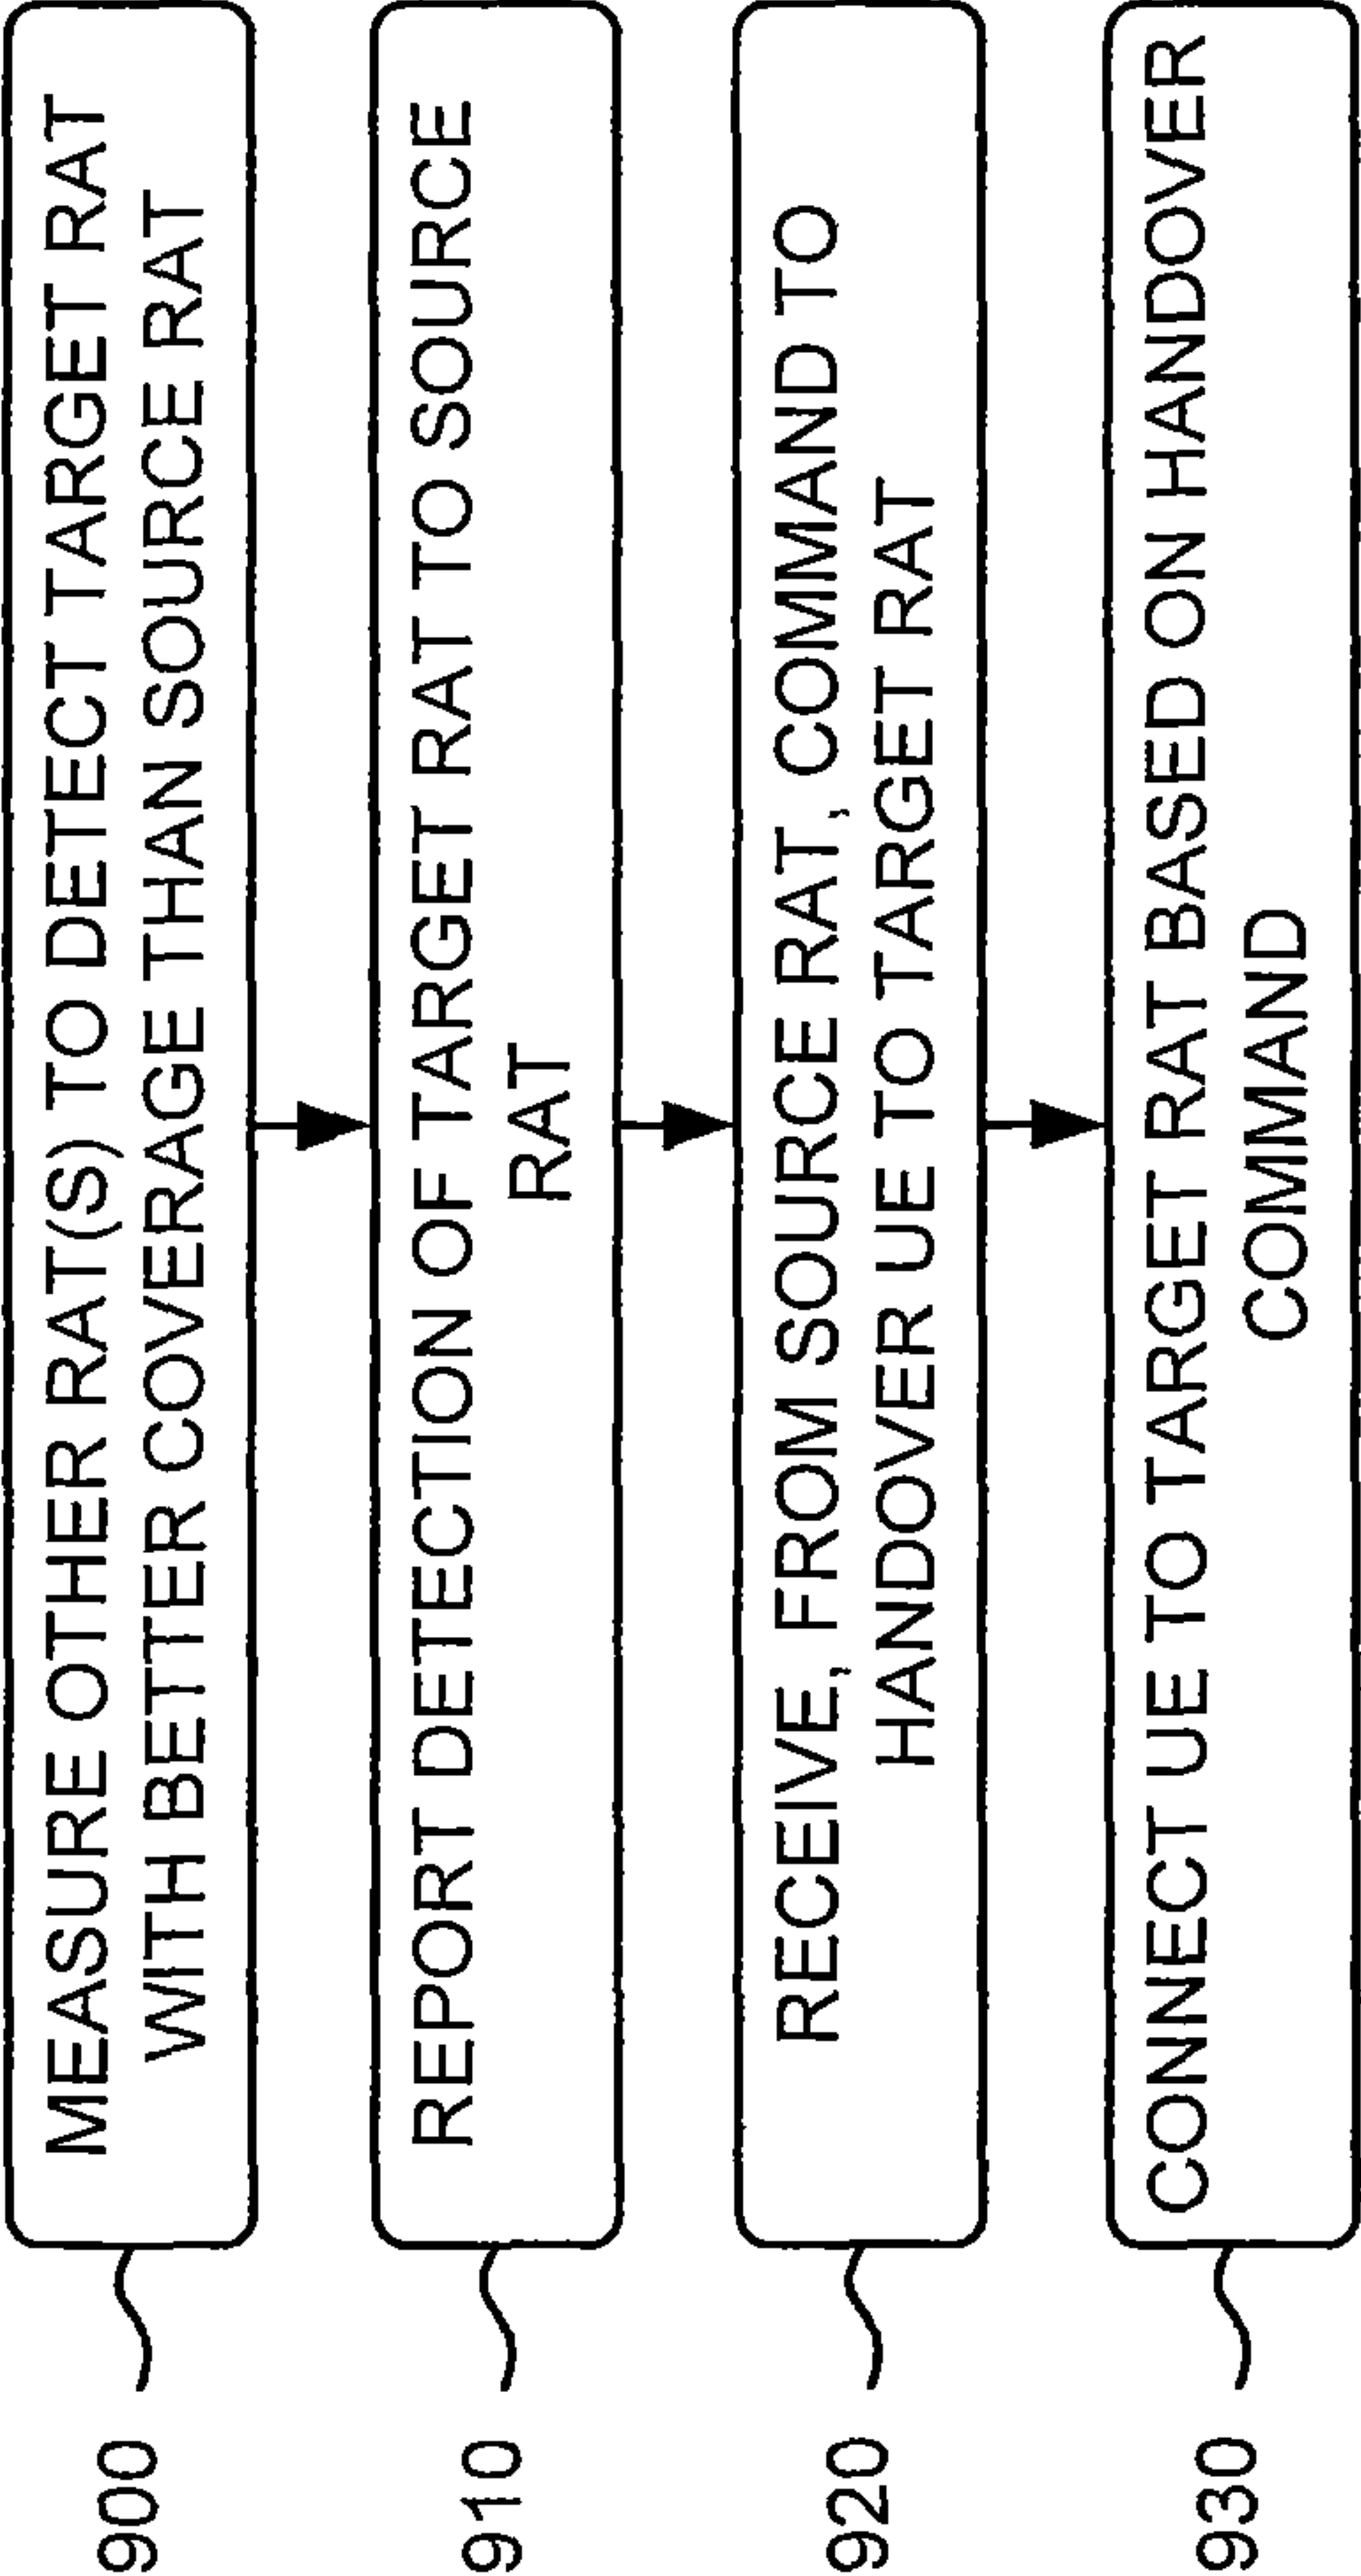 900
MEASURE OTHER RAT(S) TO DETECT TARGET RAT
WITH BETTER COVERAGE THAN SOURCE RAT
910
REPORT DETECTION OF TARGET RAT TO SOURCE
RAT
920
RECEIVE, FROM SOURCE RAT, COMMAND TO
HANDOVER UE TO TARGET RAT
930
CONNECT UE TO TARGET RAT BASED ON HANDOVER
COMMAND